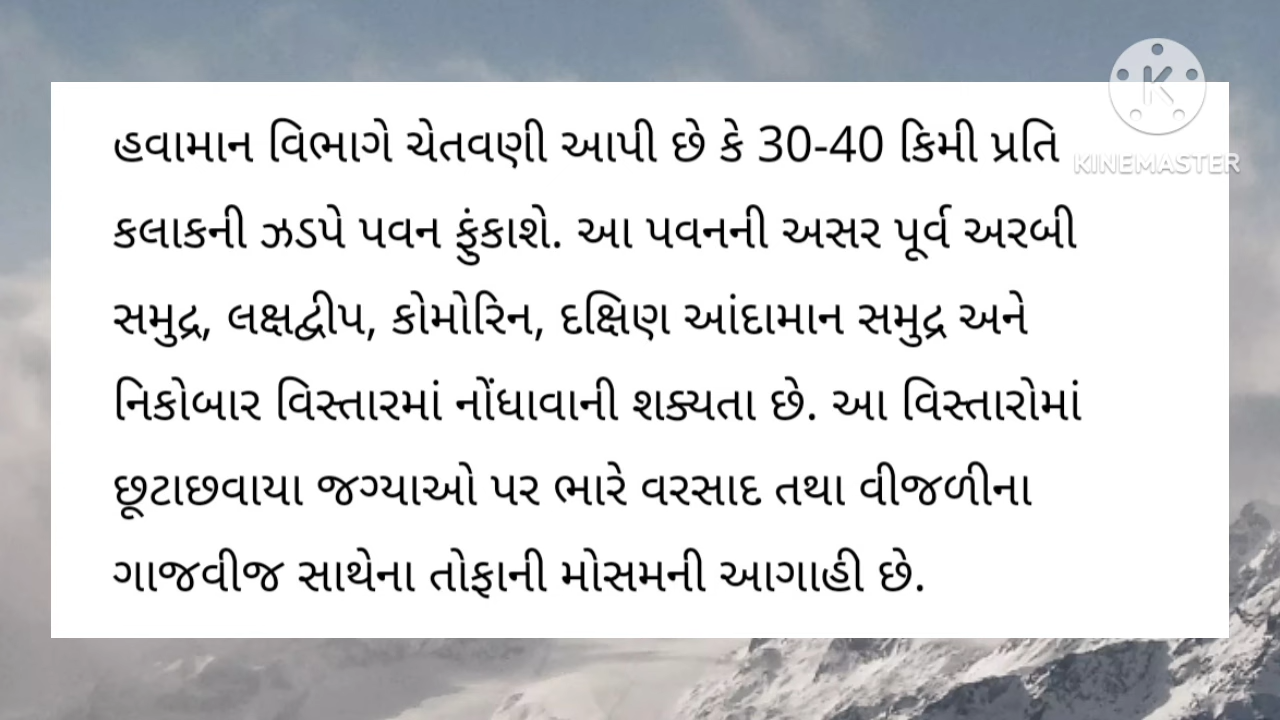 હવામાન વિભાગે ચેતવણી આપી છે કે 30-40 કિમી પ્રતિ
KINEMASTER
કલાકની ઝડપે પવન ફુંકાશે. આ પવનની અસર પૂર્વ અરબી
સમુદ્ર, લક્ષદ્વીપ, કોમોરિન, દક્ષિણ આંદામાન સમુદ્ર અને
નિકોબાર વિસ્તારમાં નોંધાવાની શક્યતા છે. આ વિસ્તારોમાં
છૂટાછવાયા જગ્યાઓ પર ભારે વરસાદ તથા વીજળીના
ગાજવીજ સાથેના તોફાની મોસમની આગાહી છે.